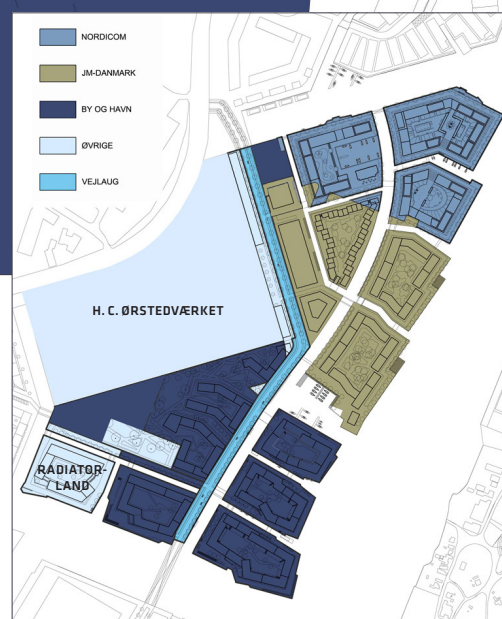 NORDICOM
JM-DANMARK
BY OG HAVN
ØVRIGE
VEJLAUG
H. C. ØRSTEDVÆRKET
RADIATOR-
LAND